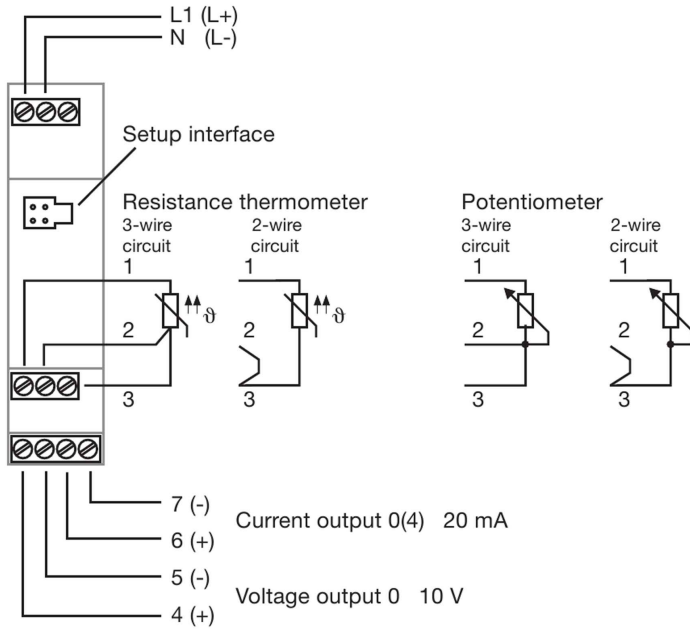 L1 (L+)
N (L-)
Setup interface
Resistance thermometer
3-wire circuit
1
2
3
2-wire circuit
1
2
3
ϑ
ϑ
Potentiometer
3-wire circuit
1
2
3
2-wire circuit
1
2
3
7 (-)
Current output 0(4) 20 mA
6 (+)
5 (-)
Voltage output 0 10 V
4 (+)